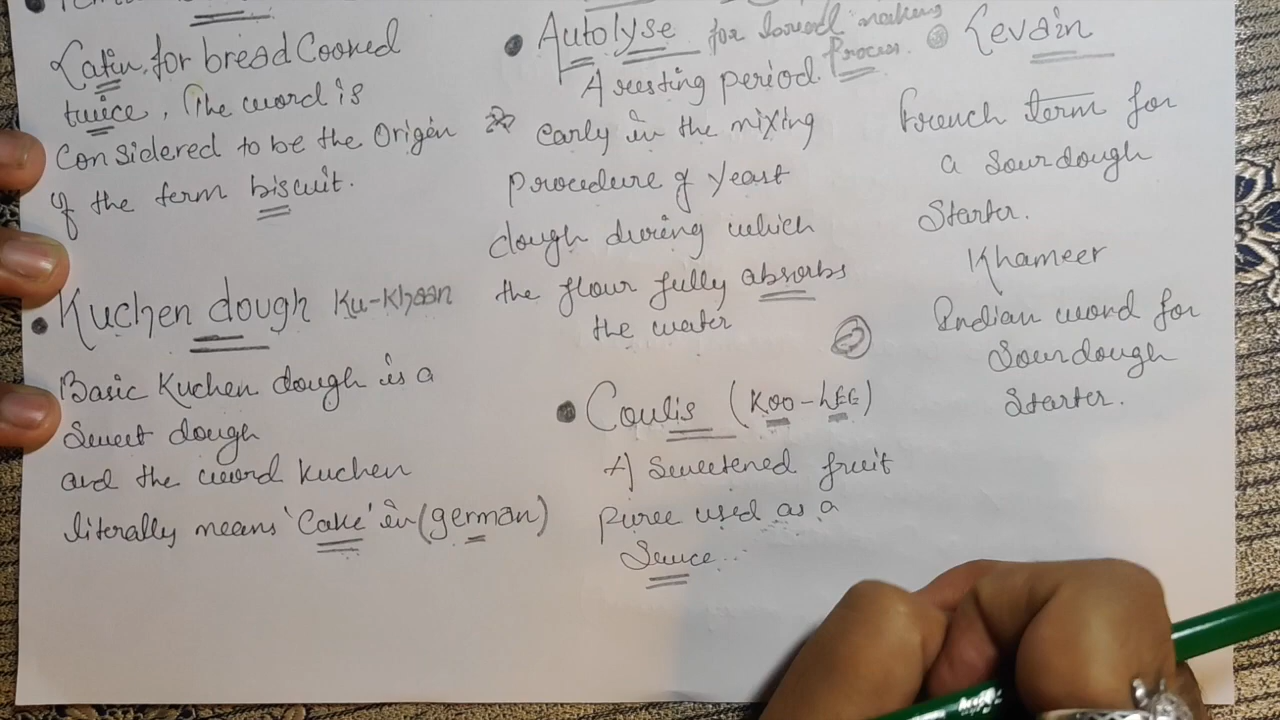 Latin, for bread Cooked
twice, The word is
Considered to be the Origin
of the term biscuit.
Kuchen dough Ku-Khaan
Basic Kuchen dough is a
Sweet dough
and the word kuchen
literally means 'Cake' in (german)
Autolyse for bread making
Process.
A resting period
early in the mixing
procedure of yeast
dough during which
the flour fully absorbs
the water
Coulis (KOO-LEE)
A sweetened fruit
puree used as a
Sauce..
Levain
French term for
a Sourdough
Starter.
Khameer
Indian word for
Sourdough
Starter.